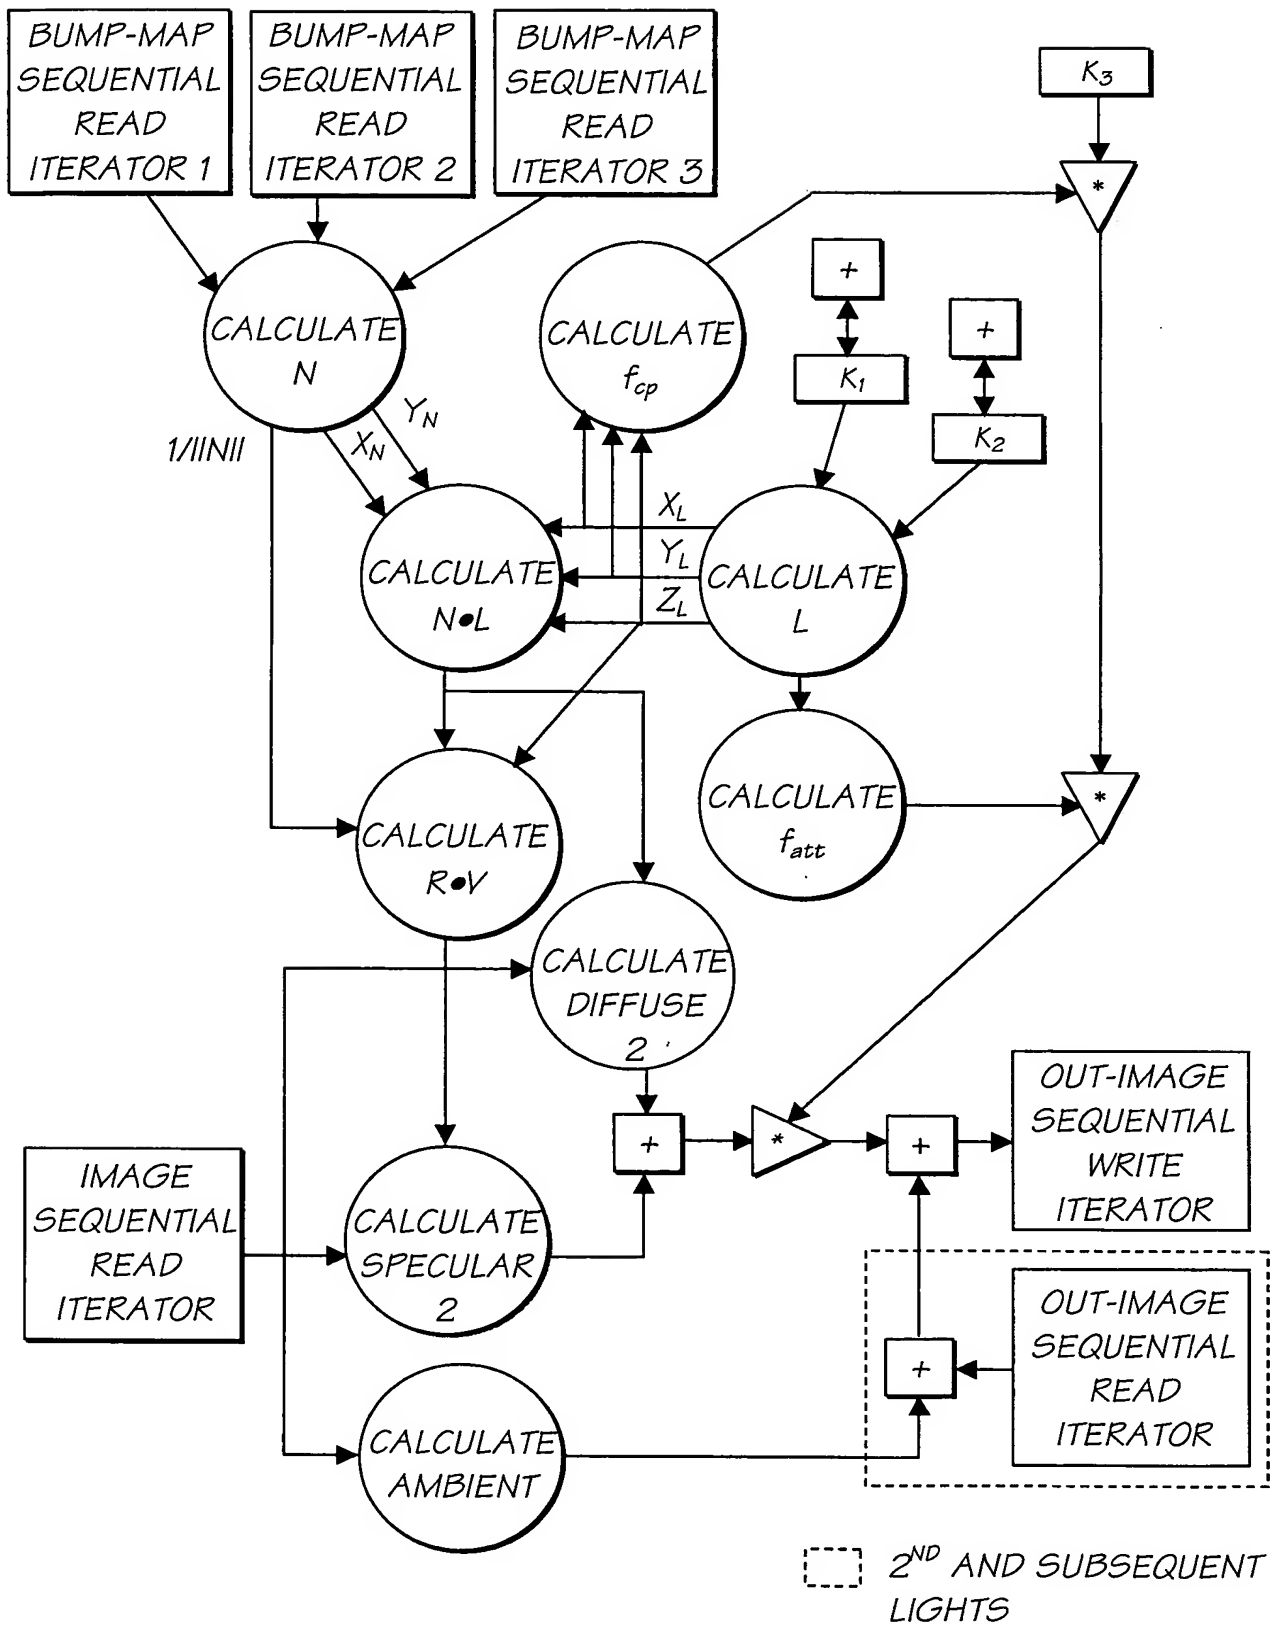 BUMP-MAP
SEQUENTIAL
READ
ITERATOR 1
BUMP-MAP
SEQUENTIAL
READ
ITERATOR 2
BUMP-MAP
SEQUENTIAL
READ
ITERATOR 3
K3
*
CALCULATE
N
CALCULATE
fcp
+
K1
+
K2
1/IINII
XN
YN
CALCULATE
N●L
XL
YL
ZL
CALCULATE
L
CALCULATE
R●V
CALCULATE
fatt
*
CALCULATE
DIFFUSE
2
+
*
+
OUT-IMAGE
SEQUENTIAL
WRITE
ITERATOR
IMAGE
SEQUENTIAL
READ
ITERATOR
CALCULATE
SPECULAR
2
+
OUT-IMAGE
SEQUENTIAL
READ
ITERATOR
CALCULATE
AMBIENT
2ND AND SUBSEQUENT
LIGHTS